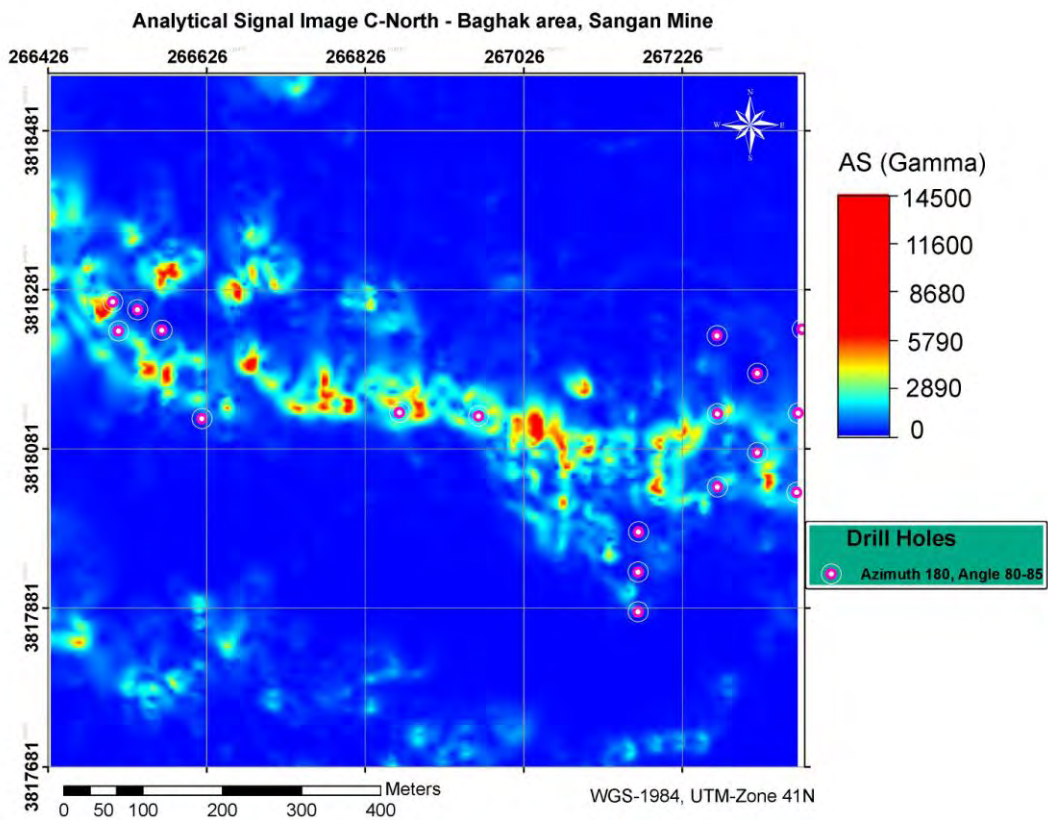 Analytical Signal Image C-North - Baghak area, Sangan Mine
266426 266626 266826 267026 267226
3818481
3818281
3818081
3817881
3817681
N
W E
S
AS (Gamma)
14500
11600
8680
5790
2890
0
Drill Holes
Azimuth 180, Angle 80-85
Meters
0 50 100 200 300 400
WGS-1984, UTM-Zone 41N